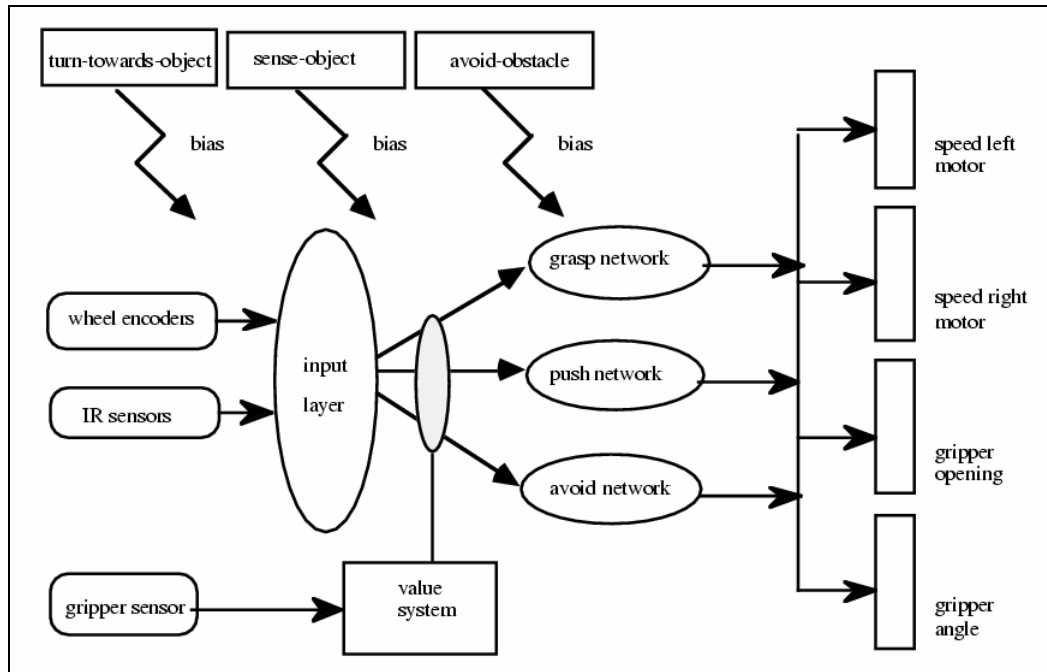 turn-towards-object
sense-object
avoid-obstacle
bias
bias
bias
speed left
motor
grasp network
wheel encoders
speed right
motor
input
layer
push network
IR sensors
gripper
opening
avoid network
value
system
gripper sensor
gripper
angle